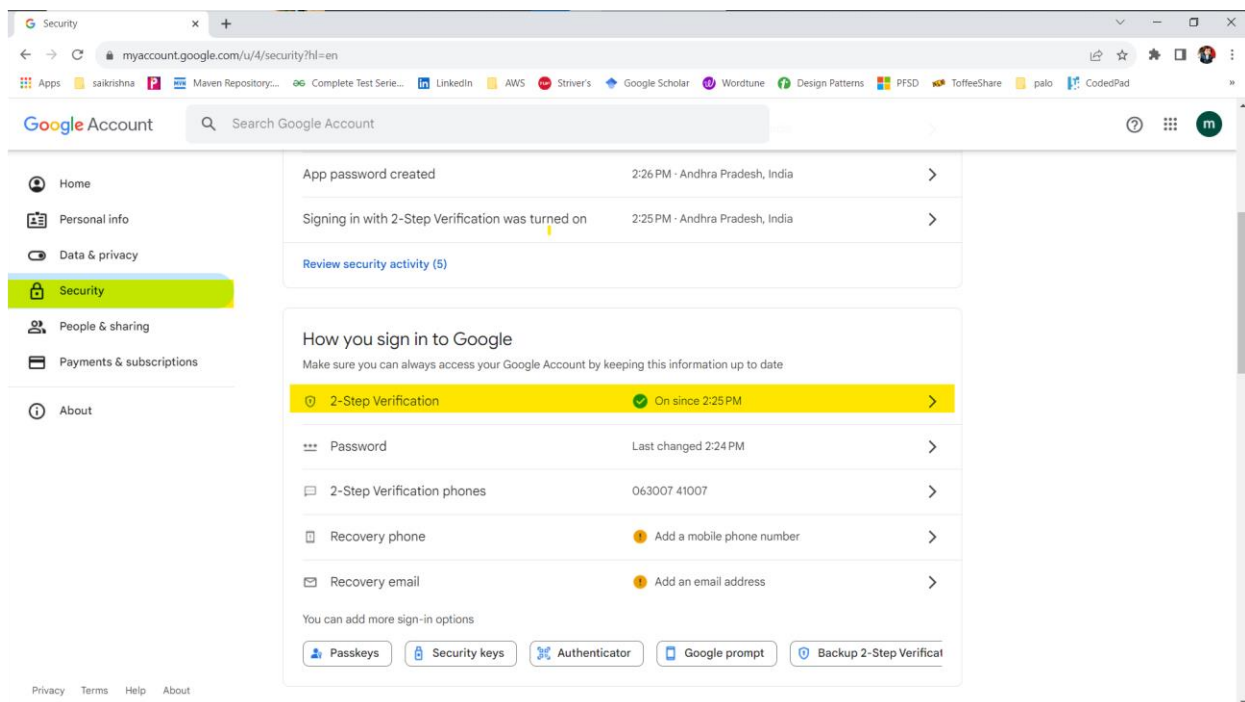 Security
myaccount.google.com/u/4/security?hl=en
Apps saikrishna Maven Repository:... Complete Test Serie... LinkedIn AWS Striver's Google Scholar Wordtune Design Patterns PFSD ToffeeShare palo CodedPad »
Google Account Search Google Account m
Home
Personal info
Data & privacy
Security
People & sharing
Payments & subscriptions
About
App password created 2:26 PM · Andhra Pradesh, India
Signing in with 2-Step Verification was turned on 2:25 PM · Andhra Pradesh, India
Review security activity (5)
How you sign in to Google
Make sure you can always access your Google Account by keeping this information up to date
2-Step Verification On since 2:25 PM
Password Last changed 2:24 PM
2-Step Verification phones 063007 41007
Recovery phone Add a mobile phone number
Recovery email Add an email address
You can add more sign-in options
Passkeys Security keys Authenticator Google prompt Backup 2-Step Verificat
Privacy Terms Help About